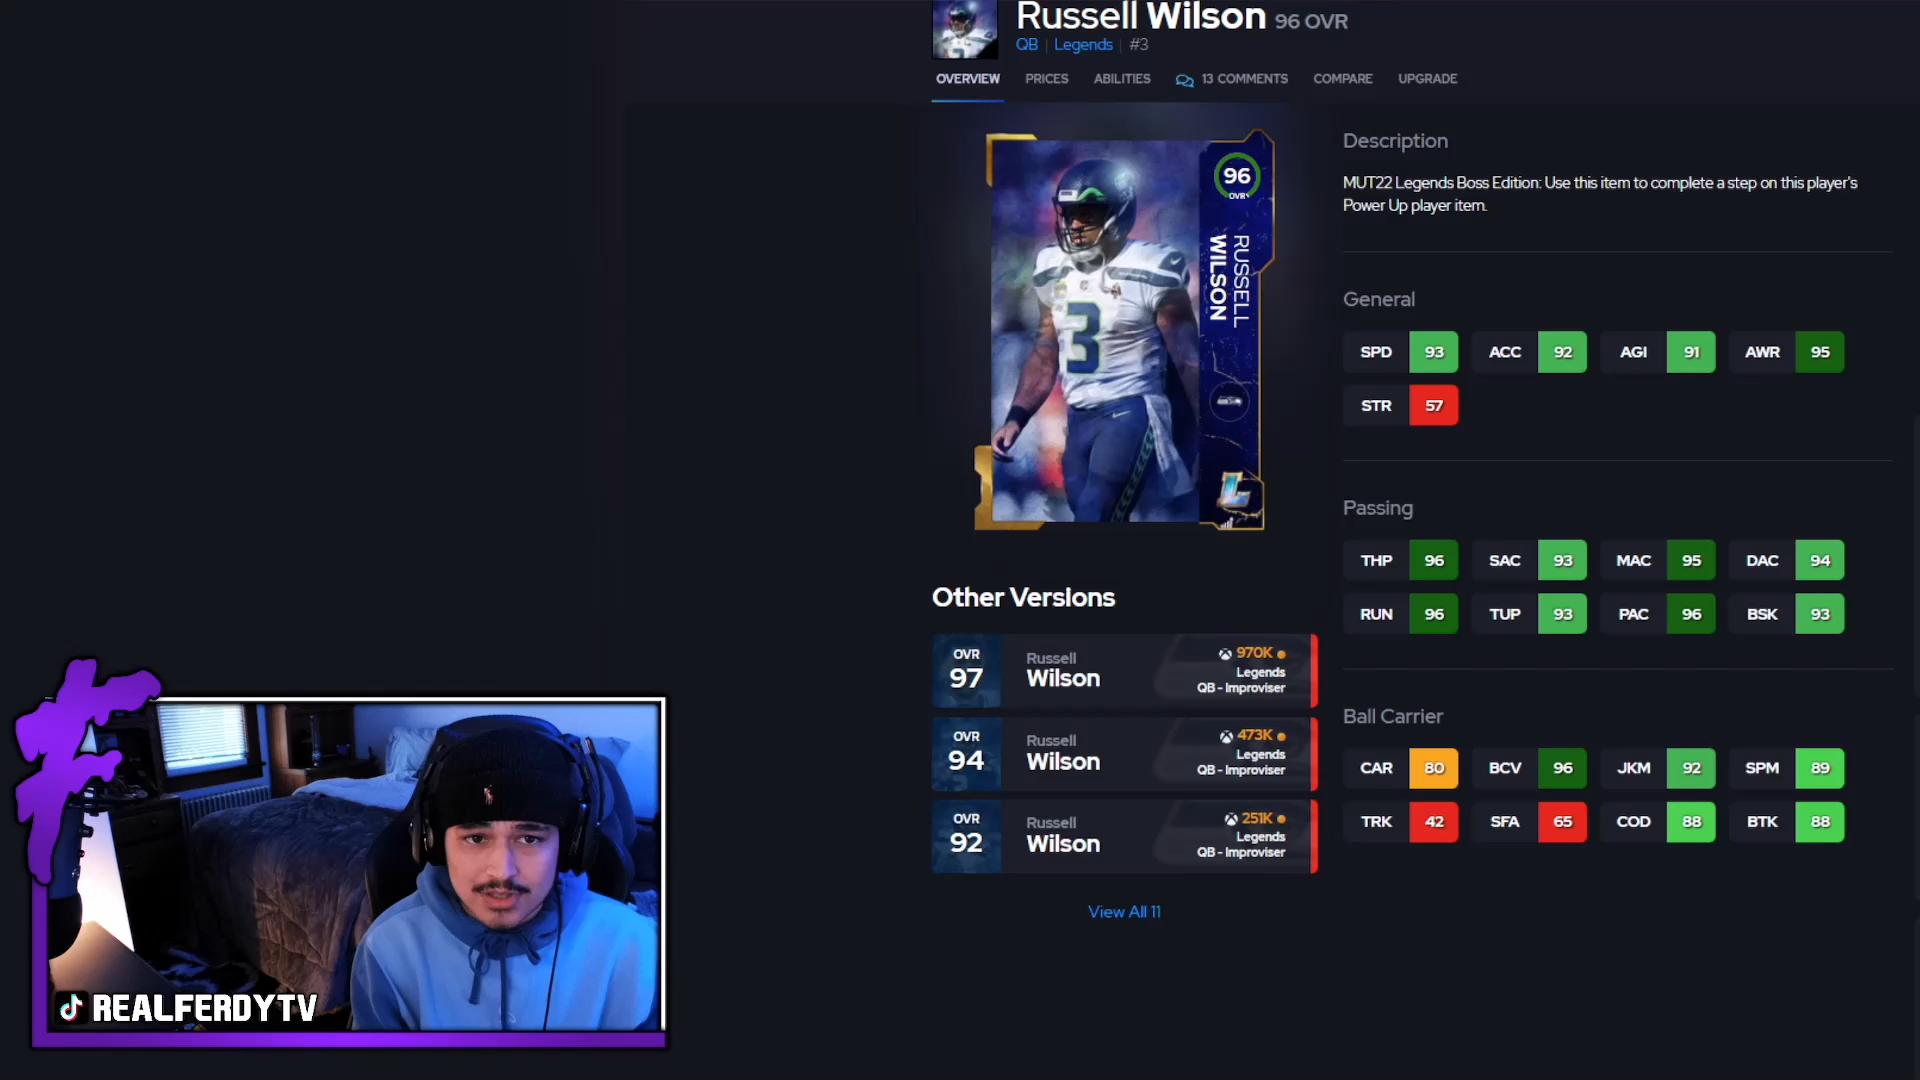 Russell Wilson 96 OVR
QB | Legends | #3
OVERVIEW PRICES ABILITIES 13 COMMENTS COMPARE UPGRADE
96
OVR
RUSSELL
WILSON
3
L
Description
MUT22 Legends Boss Edition: Use this item to complete a step on this player's
Power Up player item.
General
SPD 93 ACC 92 AGI 91 AWR 95
STR 57
Passing
THP 96 SAC 93 MAC 95 DAC 94
RUN 96 TUP 93 PAC 96 BSK 93
Ball Carrier
CAR 80 BCV 96 JKM 92 SPM 89
TRK 42 SFA 65 COD 88 BTK 88
Other Versions
OVR
97
Russell
Wilson
970K
Legends
QB - Improviser
OVR
94
Russell
Wilson
473K
Legends
QB - Improviser
OVR
92
Russell
Wilson
251K
Legends
QB - Improviser
View All 11
REALFERDYTV